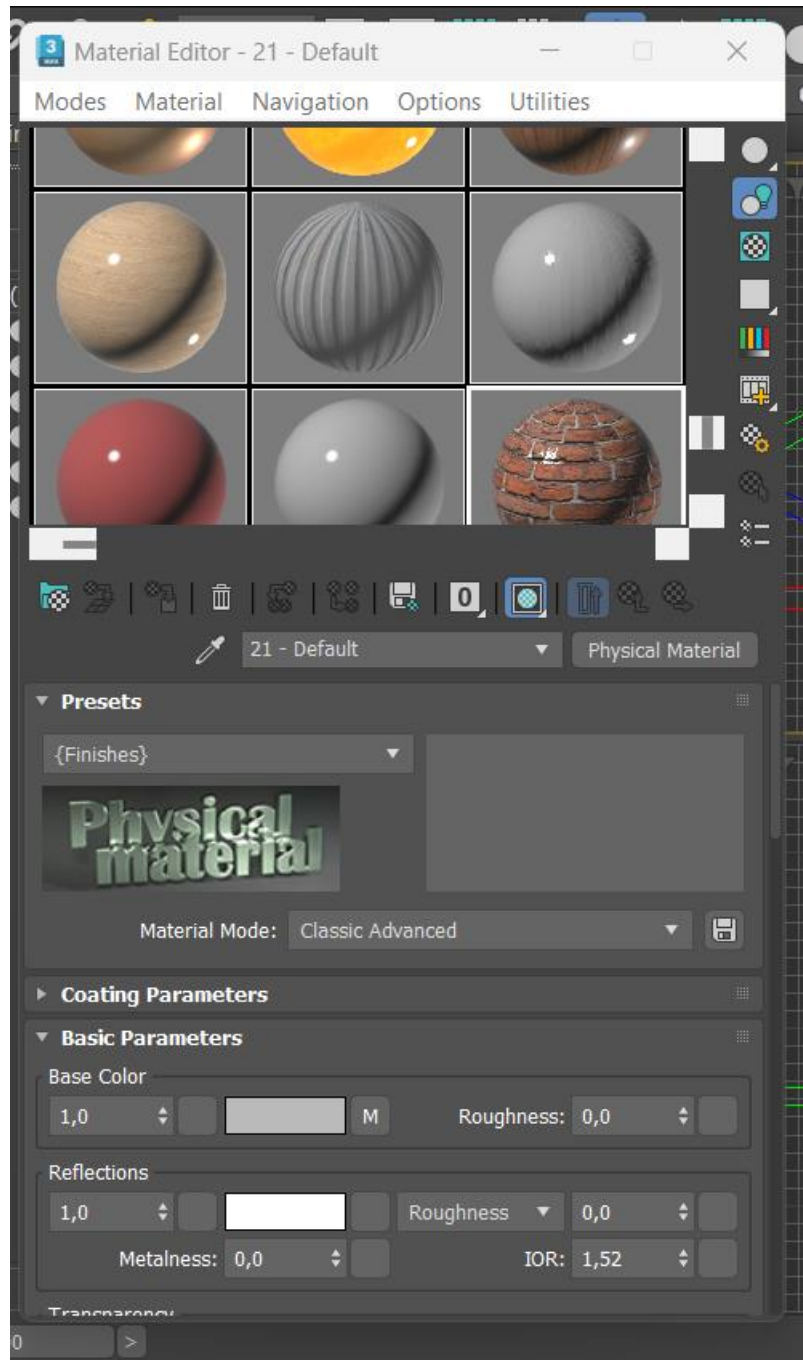 Material Editor - 21 - Default
Modes Material Navigation Options Utilities
0
21 - Default Physical Material
Presets
{Finishes}
Physical
material
Material Mode: Classic Advanced
Coating Parameters
Basic Parameters
Base Color
1,0 M Roughness: 0,0
Reflections
1,0 Roughness 0,0
Metalness: 0,0 IOR: 1,52
Transparency
>